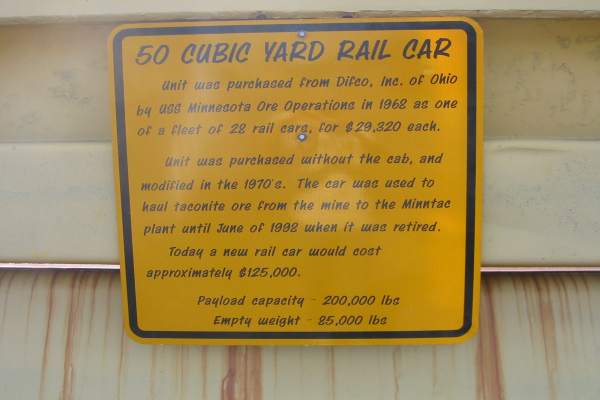 50 CUBIC YARD RAIL CAR
Unit was purchased from Difco, Inc. of Ohio
by USS Minnesota Ore Operations in 1968 as one
of a fleet of 28 rail cars, for $29,320 each.
Unit was purchased without the cab, and
modified in the 1970's. The car was used to
haul taconite ore from the mine to the Minntac
plant until June of 1998 when it was retired.
Today a new rail car would cost
approximately $125,000.
Payload capacity - 200,000 lbs
Empty weight - 85,000 lbs